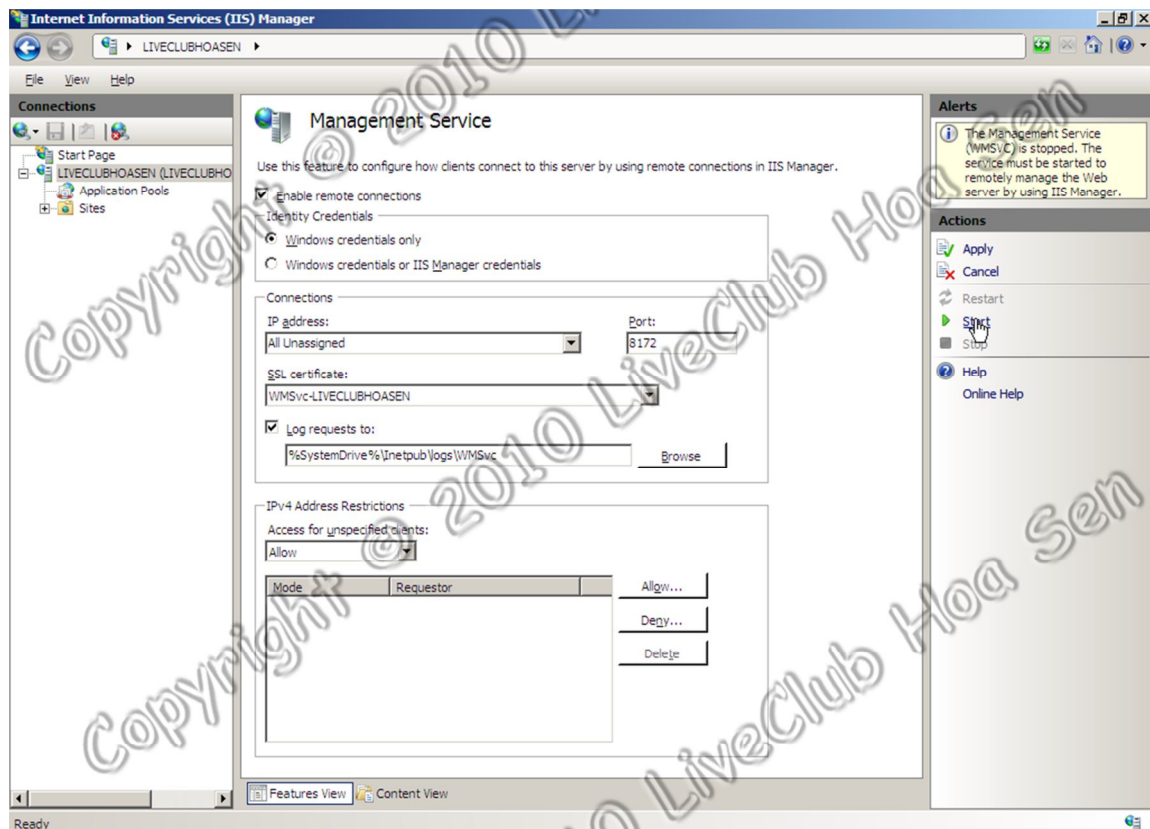 Internet Information Services (IIS) Manager
LIVECLUBHOASEN
File View Help
Connections
Start Page
LIVECLUBHOASEN (LIVECLUBHO
Application Pools
Sites
Management Service
Use this feature to configure how clients connect to this server by using remote connections in IIS Manager.
Enable remote connections
Identity Credentials
Windows credentials only
Windows credentials or IIS Manager credentials
Connections
IP address:
Port:
All Unassigned
8172
SSL certificate:
WMSvc-LIVECLUBHOASEN
Log requests to:
%SystemDrive%\Inetpub\logs\WMSvc
Browse
IPv4 Address Restrictions
Access for unspecified clients:
Allow
Mode Requestor
Allow...
Deny...
Delete
Features View
Content View
Alerts
The Management Service
(WMSVC) is stopped. The
service must be started to
remotely manage the Web
server by using IIS Manager.
Actions
Apply
Cancel
Restart
Start
Stop
Help
Online Help
Ready
Copyright © 2010 LiveClub Hoa Sen
Copyright © 2010 LiveClub Hoa Sen